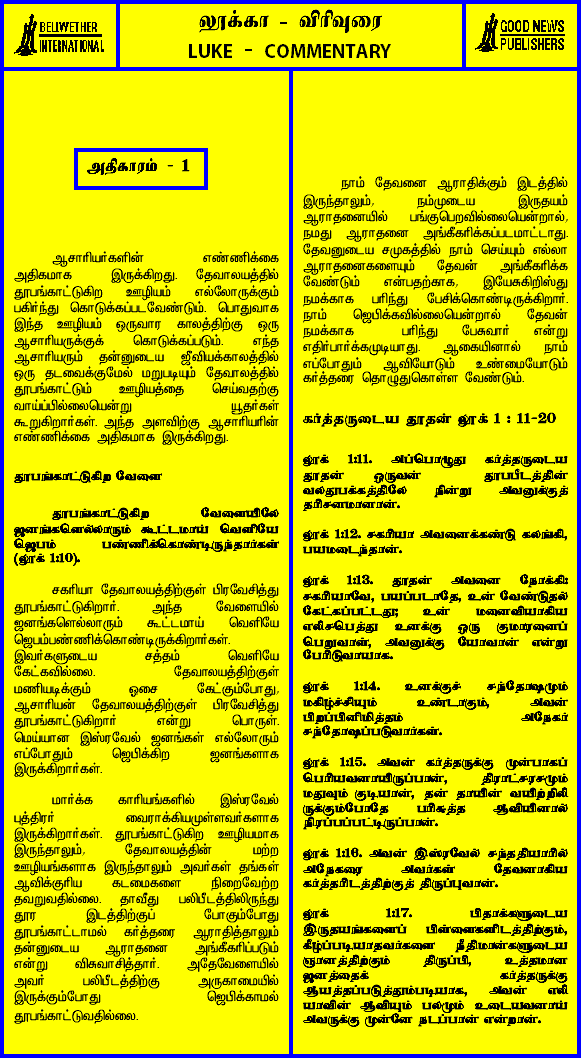 BELLWETHER
INTERNATIONAL
லூக்கா - விரிவுரை
LUKE - COMMENTARY
GOOD NEWS
PUBLISHERS
அதிகாரம் - 1
ஆசாரியர்களின் எண்ணிக்கை
அதிகமாக இருக்கிறது. தேவாலயத்தில்
தூபங்காட்டுகிற ஊழியம் எல்லோருக்கும்
பகிர்ந்து கொடுக்கப்படவேண்டும். பொதுவாக
இந்த ஊழியம் ஒருவார காலத்திற்கு ஒரு
ஆசாரியருக்குக் கொடுக்கப்படும். எந்த
ஆசாரியரும் தன்னுடைய ஜீவியக்காலத்தில்
ஒரு தடவைக்குமேல் மறுபடியும் தேவாலத்தில்
தூபங்காட்டும் ஊழியத்தை செய்வதற்கு
வாய்ப்பில்லையென்று யூதர்கள்
கூறுகிறார்கள். அந்த அளவிற்கு ஆசாரியரின்
எண்ணிக்கை அதிகமாக இருக்கிறது.
தூபங்காட்டுகிற வேளை
தூபங்காட்டுகிற வேளையிலே
ஜனங்களெல்லாரும் கூட்டமாய் வெளியே
ஜெபம் பண்ணிக்கொண்டிருந்தார்கள்
(லூக் 1:10).
சகரியா தேவாலயத்திற்குள் பிரவேசித்து
தூபங்காட்டுகிறார். அந்த வேளையில்
ஜனங்களெல்லாரும் கூட்டமாய் வெளியே
ஜெபம்பண்ணிக்கொண்டிருக்கிறார்கள்.
இவர்களுடைய சத்தம் வெளியே
கேட்கவில்லை. தேவாலயத்திற்குள்
மணியடிக்கும் ஓசை கேட்கும்போது,
ஆசாரியன் தேவாலயத்திற்குள் பிரவேசித்து
தூபங்காட்டுகிறார் என்று பொருள்.
மெய்யான இஸ்ரவேல் ஜனங்கள் எல்லோரும்
எப்போதும் ஜெபிக்கிற ஜனங்களாக
இருக்கிறார்கள்.
மார்க்க காரியங்களில் இஸ்ரவேல்
புத்திரர் வைராக்கியமுள்ளவர்களாக
இருக்கிறார்கள். தூபங்காட்டுகிற ஊழியமாக
இருந்தாலும், தேவாலயத்தின் மற்ற
ஊழியங்களாக இருந்தாலும் அவர்கள் தங்கள்
ஆவிக்குரிய கடமைகளை நிறைவேற்ற
தவறுவதில்லை. தாவீது பலிபீடத்திலிருந்து
தூர இடத்திற்குப் போகும்போது
தூபங்காட்டாமல் கர்த்தரை ஆராதித்தாலும்
தன்னுடைய ஆராதனை அங்கீகரிப்படும்
என்று விசுவாசித்தார். அதேவேளையில்
அவர் பலிபீடத்திற்கு அருகாமையில்
இருக்கும்போது ஜெபிக்காமல்
தூபங்காட்டுவதில்லை.
நாம் தேவனை ஆராதிக்கும் இடத்தில்
இருந்தாலும், நம்முடைய இருதயம்
ஆராதனையில் பங்குபெறவில்லையென்றால்,
நமது ஆராதனை அங்கீகரிக்கப்படமாட்டாது.
தேவனுடைய சமுகத்தில் நாம் செய்யும் எல்லா
ஆராதனைகளையும் தேவன் அங்கீகரிக்க
வேண்டும் என்பதற்காக, இயேசுகிறிஸ்து
நமக்காக பரிந்து பேசிக்கொண்டிருக்கிறார்.
நாம் ஜெபிக்கவில்லையென்றால் தேவன்
நமக்காக பரிந்து பேசுவார் என்று
எதிர்பார்க்கமுடியாது. ஆகையினால் நாம்
எப்போதும் ஆவியோடும் உண்மையோடும்
கர்த்தரை தொழுதுகொள்ள வேண்டும்.
கர்த்தருடைய தூதன் லூக் 1 : 11-20
லூக் 1:11. அப்பொழுது கர்த்தருடைய
தூதன் ஒருவன் தூபபீடத்தின்
வலதுபக்கத்திலே நின்று அவனுக்குத்
தரிசனமானான்.
லூக் 1:12. சகரியா அவனைக்கண்டு கலங்கி,
பயமடைந்தான்.
லூக் 1:13. தூதன் அவனை நோக்கி:
சகரியாவே, பயப்படாதே, உன் வேண்டுதல்
கேட்கப்பட்டது; உன் மனைவியாகிய
எலிசபெத்து உனக்கு ஒரு குமாரனைப்
பெறுவாள், அவனுக்கு யோவான் என்று
பேரிடுவாயாக.
லூக் 1:14. உனக்குச் சந்தோஷமும்
மகிழ்ச்சியும் உண்டாகும், அவன்
பிறப்பினிமித்தம் அநேகர்
சந்தோஷப்படுவார்கள்.
லூக் 1:15. அவன் கர்த்தருக்கு முன்பாகப்
பெரியவனாயிருப்பான், திராட்சரசமும்
மதுவும் குடியான், தன் தாயின் வயிற்றிலி
ருக்கும்போதே பரிசுத்த ஆவியினால்
நிரப்பப்பட்டிருப்பான்.
லூக் 1:16. அவன் இஸ்ரவேல் சந்ததியாரில்
அநேகரை அவர்கள் தேவனாகிய
கர்த்தரிடத்திற்குத் திருப்புவான்.
லூக் 1:17. பிதாக்களுடைய
இருதயங்களைப் பிள்ளைகளிடத்திற்கும்,
கீழ்ப்படியாதவர்களை நீதிமான்களுடைய
ஞானத்திற்கும் திருப்பி, உத்தமான
ஜனத்தைக் கர்த்தருக்கு
ஆயத்தப்படுத்தும்படியாக, அவன் எலி
யாவின் ஆவியும் பலமும் உடையவனாய்
அவருக்கு முன்னே நடப்பான் என்றான்.